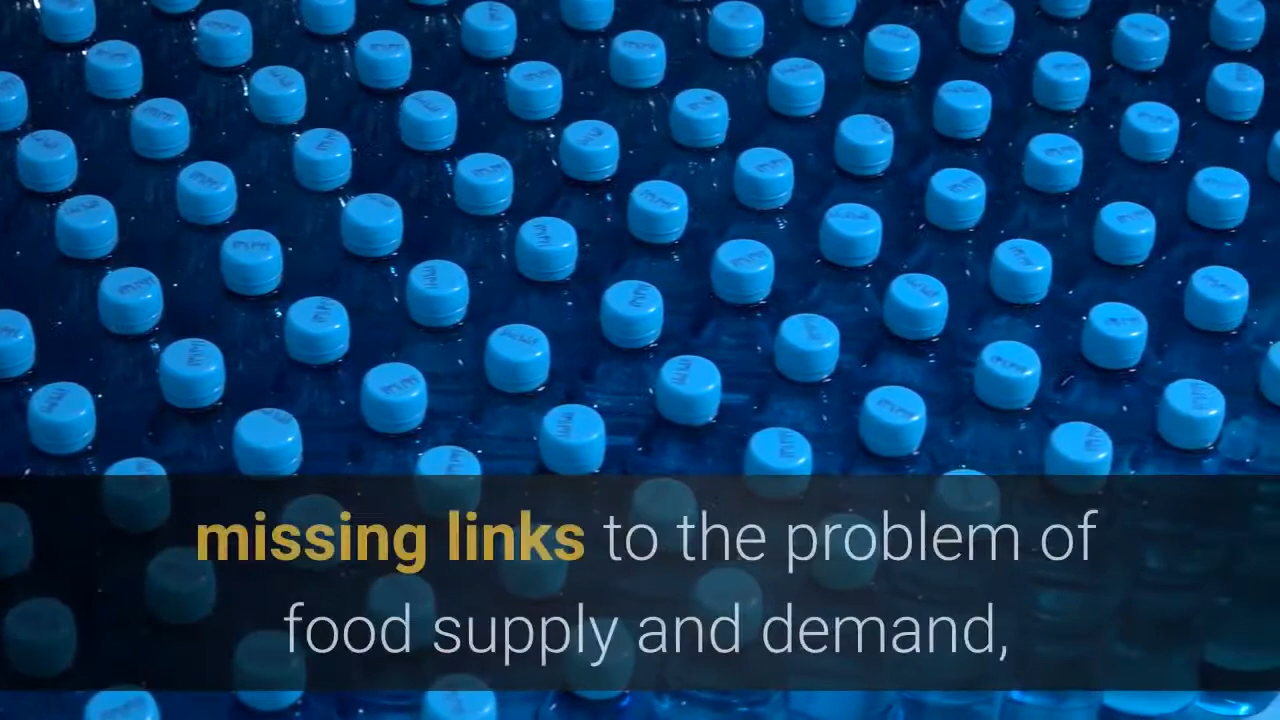 missing links to the problem of
food supply and demand,